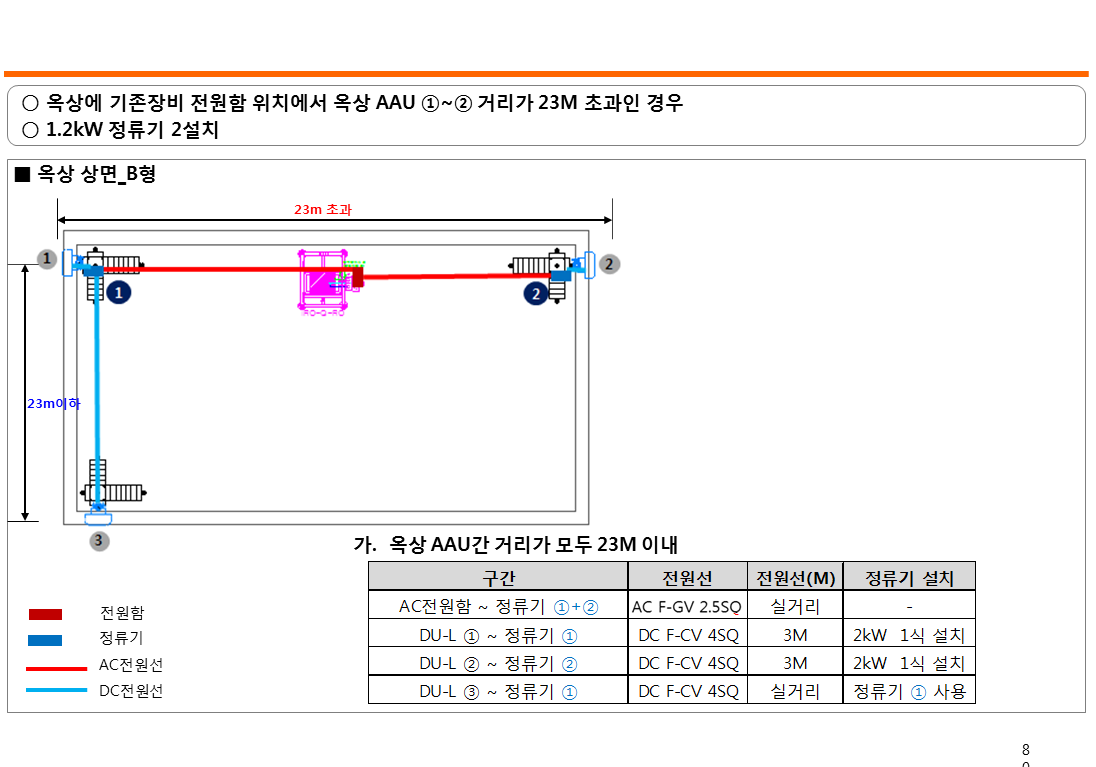 ○ 옥상에 기존장비 전원함 위치에서 옥상 AAU ①~② 거리가 23M 초과인 경우
○ 1.2kW 정류기 2설치
■ 옥상 상면_B형
23m 초과
1
2
1
2
23m이하
3
가. 옥상 AAU간 거리가 모두 23M 이내
구간 전원선 전원선(M) 정류기 설치
AC전원함 ~ 정류기 ①+② AC F-GV 2.5SQ 실거리 -
DU-L ① ~ 정류기 ① DC F-CV 4SQ 3M 2kW 1식 설치
DU-L ② ~ 정류기 ② DC F-CV 4SQ 3M 2kW 1식 설치
DU-L ③ ~ 정류기 ① DC F-CV 4SQ 실거리 정류기 ① 사용
전원함
정류기
AC전원선
DC전원선
8